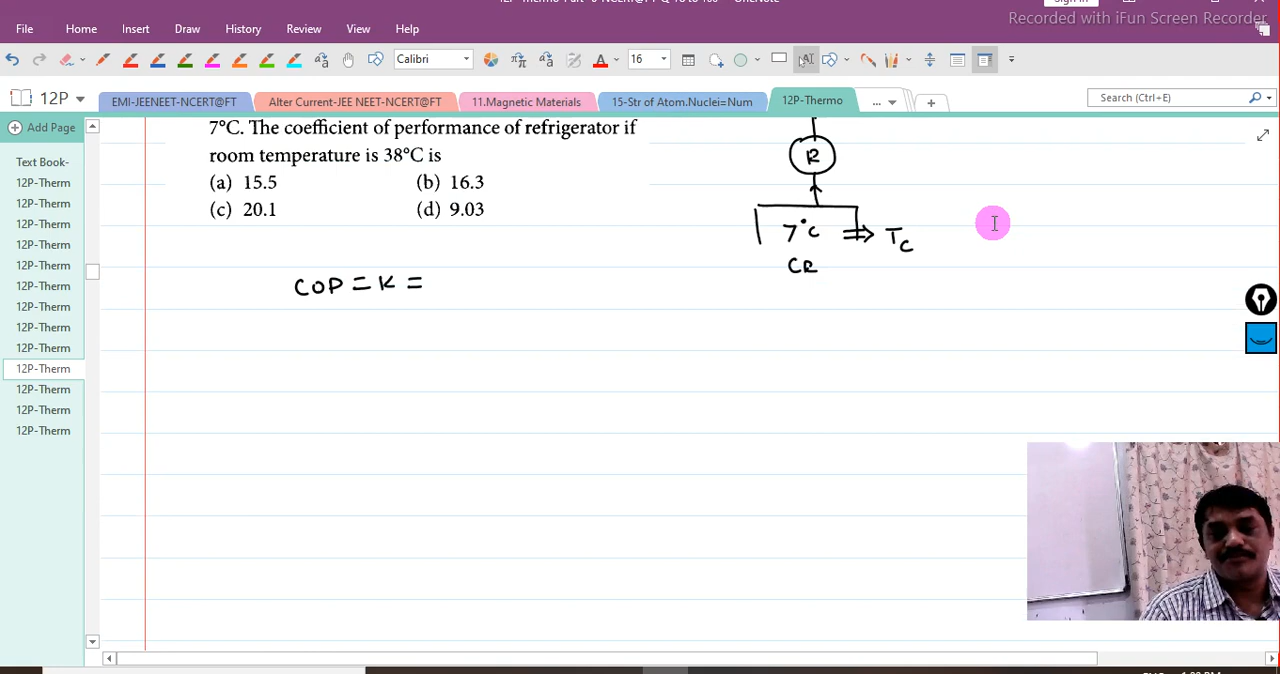 Recorded with iFun Screen Recorder
File Home Insert Draw History Review View Help
Calibri 16
12P EMI-JEENEET-NCERT@FT Alter Current-JEE NEET-NCERT@FT 11.Magnetic Materials 15-Str of Atom.Nuclei=Num 12P-Thermo ... Search (Ctrl+E)
Add Page
Text Book-
12P-Therm
12P-Therm
12P-Therm
12P-Therm
12P-Therm
12P-Therm
12P-Therm
12P-Therm
12P-Therm
12P-Therm
12P-Therm
12P-Therm
12P-Therm
7°C. The coefficient of performance of refrigerator if
room temperature is 38°C is
(a) 15.5 (b) 16.3
(c) 20.1 (d) 9.03
R
7°C ⇒ Tc
CR
COP = K =